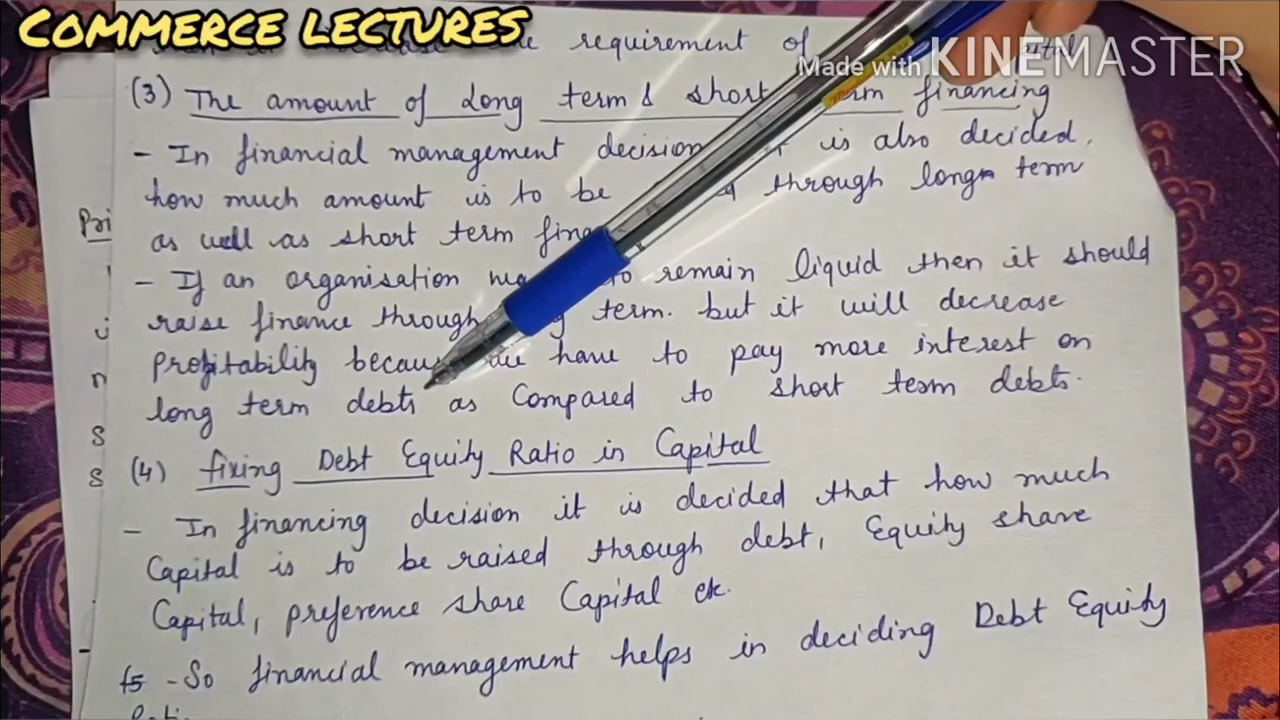 COMMERCE LECTURES
Made with KINEMASTER
requirement of
(3) The amount of Long term & short term financing
- In financial management decision it is also decided.
how much amount is to be through long term
as well as short term
- If an organisation to remain liquid then it should
raise finance through term. but it will decrease
Profitability because we have to pay more interest on
long term debts as Compared to short term debts.
(4) fixing Debt Equity Ratio in Capital
- In financing decision it is decided that how much
Capital is to be raised through debt, Equity share
Capital, preference share Capital etc.
- So financial management helps in deciding Debt Equity
Pri
i
n
s
s